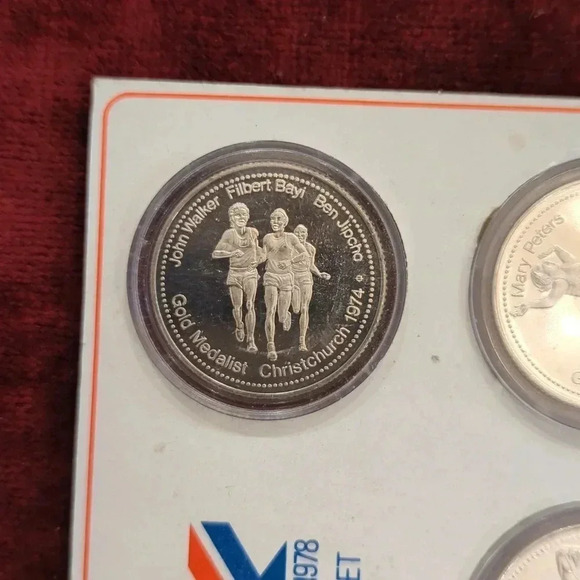 John Walker Filbert Bayi Ben Jipcho
Gold Medalist Christchurch 1974
Mary Peters
G
1978
ET